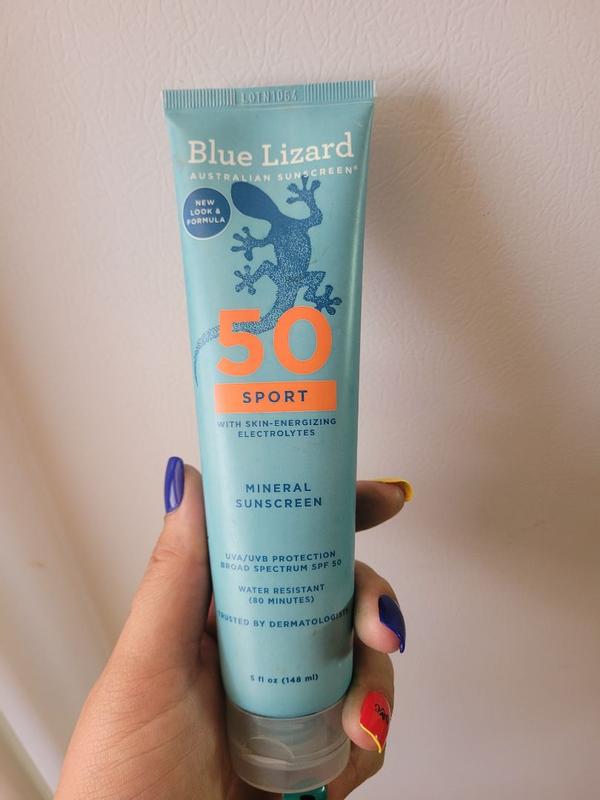 LOTN1064
Blue Lizard
AUSTRALIAN SUNSCREEN®
NEW
LOOK &
FORMULA
50
SPORT
WITH SKIN-ENERGIZING
ELECTROLYTES
MINERAL
SUNSCREEN
UVA/UVB PROTECTION
BROAD SPECTRUM SPF 50
WATER RESISTANT
(80 MINUTES)
TRUSTED BY DERMATOLOGISTS
5 fl oz (148 ml)